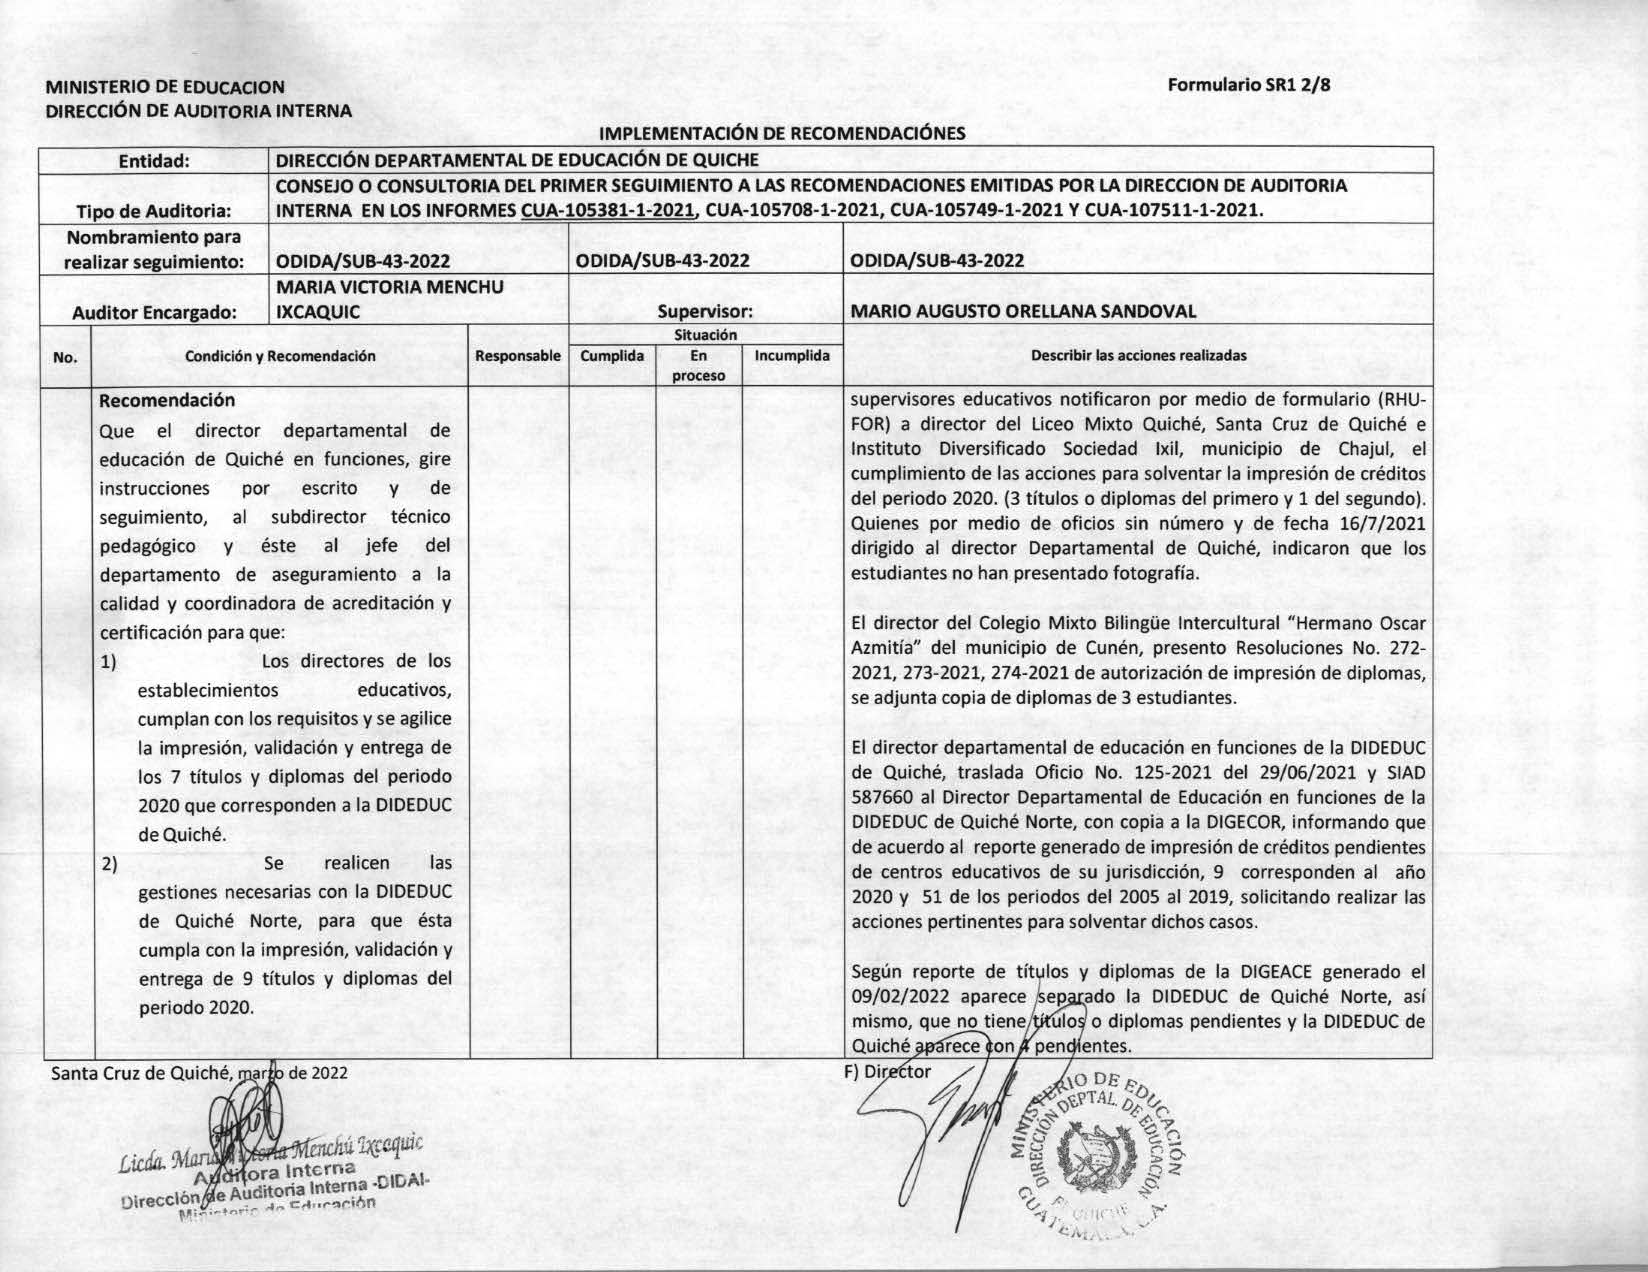 MINISTERIO DE EDUCACION
DIRECCIÓN DE AUDITORIA INTERNA
Formulario SR1 2/8
IMPLEMENTACIÓN DE RECOMENDACIÓNES
Entidad:
DIRECCIÓN DEPARTAMENTAL DE EDUCACIÓN DE QUICHE
Tipo de Auditoria:
CONSEJO O CONSULTORIA DEL PRIMER SEGUIMIENTO A LAS RECOMENDACIONES EMITIDAS POR LA DIRECCION DE AUDITORIA
INTERNA EN LOS INFORMES CUA-105381-1-2021, CUA-105708-1-2021, CUA-105749-1-2021 Y CUA-107511-1-2021.
Nombramiento para
realizar seguimiento:
ODIDA/SUB-43-2022
ODIDA/SUB-43-2022
ODIDA/SUB-43-2022
Auditor Encargado:
MARIA VICTORIA MENCHU
IXCAQUIC
Supervisor:
MARIO AUGUSTO ORELLANA SANDOVAL
No.
Condición y Recomendación
Responsable
Situación
Cumplida
En
proceso
Incumplida
Describir las acciones realizadas
Recomendación
Que el director departamental de
educación de Quiché en funciones, gire
instrucciones por escrito y de
seguimiento, al subdirector técnico
pedagógico y éste al jefe del
departamento de aseguramiento a la
calidad y coordinadora de acreditación y
certificación para que:
1) Los directores de los
establecimientos educativos,
cumplan con los requisitos y se agilice
la impresión, validación y entrega de
los 7 títulos y diplomas del periodo
2020 que corresponden a la DIDEDUC
de Quiché.
2) Se realicen las
gestiones necesarias con la DIDEDUC
de Quiché Norte, para que ésta
cumpla con la impresión, validación y
entrega de 9 títulos y diplomas del
periodo 2020.
supervisores educativos notificaron por medio de formulario (RHU-
FOR) a director del Liceo Mixto Quiché, Santa Cruz de Quiché e
Instituto Diversificado Sociedad Ixil, municipio de Chajul, el
cumplimiento de las acciones para solventar la impresión de créditos
del periodo 2020. (3 títulos o diplomas del primero y 1 del segundo).
Quienes por medio de oficios sin número y de fecha 16/7/2021
dirigido al director Departamental de Quiché, indicaron que los
estudiantes no han presentado fotografía.
El director del Colegio Mixto Bilingüe Intercultural “Hermano Oscar
Azmitía” del municipio de Cunén, presento Resoluciones No. 272-
2021, 273-2021, 274-2021 de autorización de impresión de diplomas,
se adjunta copia de diplomas de 3 estudiantes.
El director departamental de educación en funciones de la DIDEDUC
de Quiché, traslada Oficio No. 125-2021 del 29/06/2021 y SIAD
587660 al Director Departamental de Educación en funciones de la
DIDEDUC de Quiché Norte, con copia a la DIGECOR, informando que
de acuerdo al reporte generado de impresión de créditos pendientes
de centros educativos de su jurisdicción, 9 corresponden al año
2020 y 51 de los periodos del 2005 al 2019, solicitando realizar las
acciones pertinentes para solventar dichos casos.
Según reporte de títulos y diplomas de la DIGEACE generado el
09/02/2022 aparece separado la DIDEDUC de Quiché Norte, así
mismo, que no tiene títulos o diplomas pendientes y la DIDEDUC de
Quiché aparece con 4 pendientes.
Santa Cruz de Quiché, marzo de 2022
F) Director
Licda. María Victoria Menchú Ixcaquic
Auditora Interna
Dirección de Auditoria Interna -DIDAI-
Ministerio de Educación
MINISTERIO DE EDUCACIÓN
DIRECCIÓN DEPTAL. DE EDUCACIÓN
QUICHE
GUATEMALA, C.A.